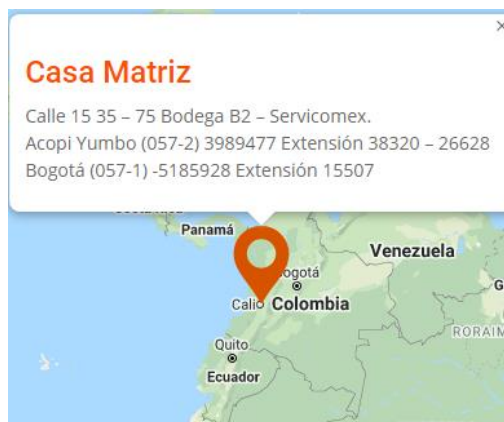 ×
Casa Matriz
Calle 15 35 – 75 Bodega B2 – Servicomex.
Acopi Yumbo (057-2) 3989477 Extensión 38320 – 26628
Bogotá (057-1) -5185928 Extensión 15507
Panamá
Venezuela
Bogotá
Cali
Colombia
RORAIM
Quito
Ecuador